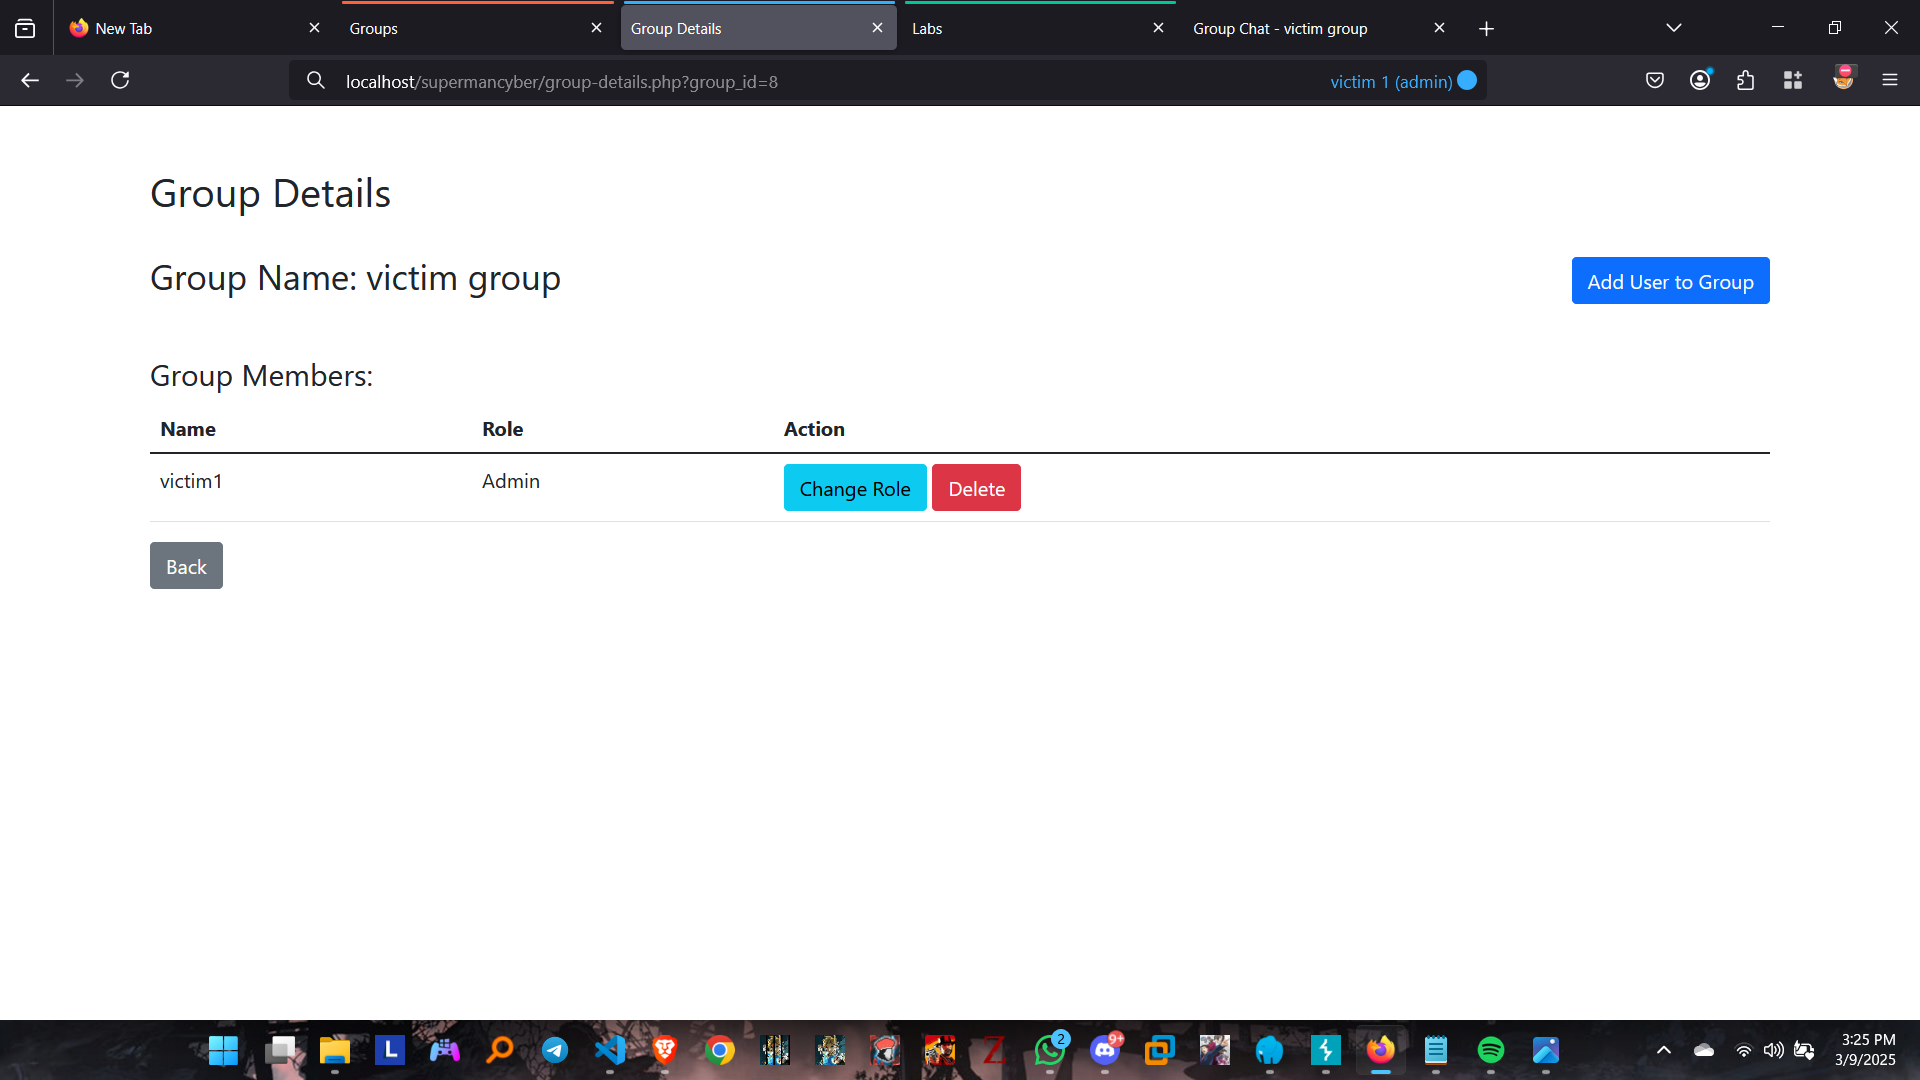 New Tab
Groups
Group Details
Labs
Group Chat - victim group
localhost/supermancyber/group-details.php?group_id=8
victim 1 (admin)
Group Details
Group Name: victim group
Add User to Group
Group Members:
Name Role Action
victim1 Admin Change Role Delete
Back
L
Z
2
9+
3:25 PM
3/9/2025